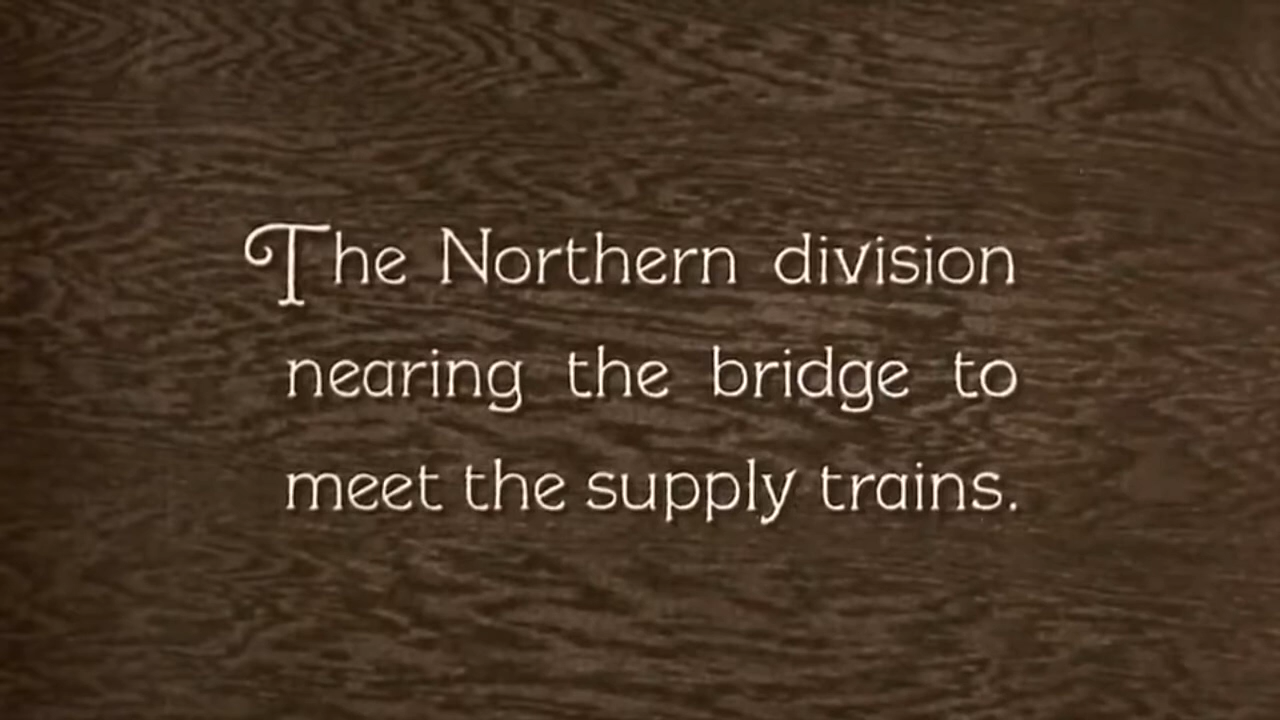 The Northern division
nearing the bridge to
meet the supply trains.